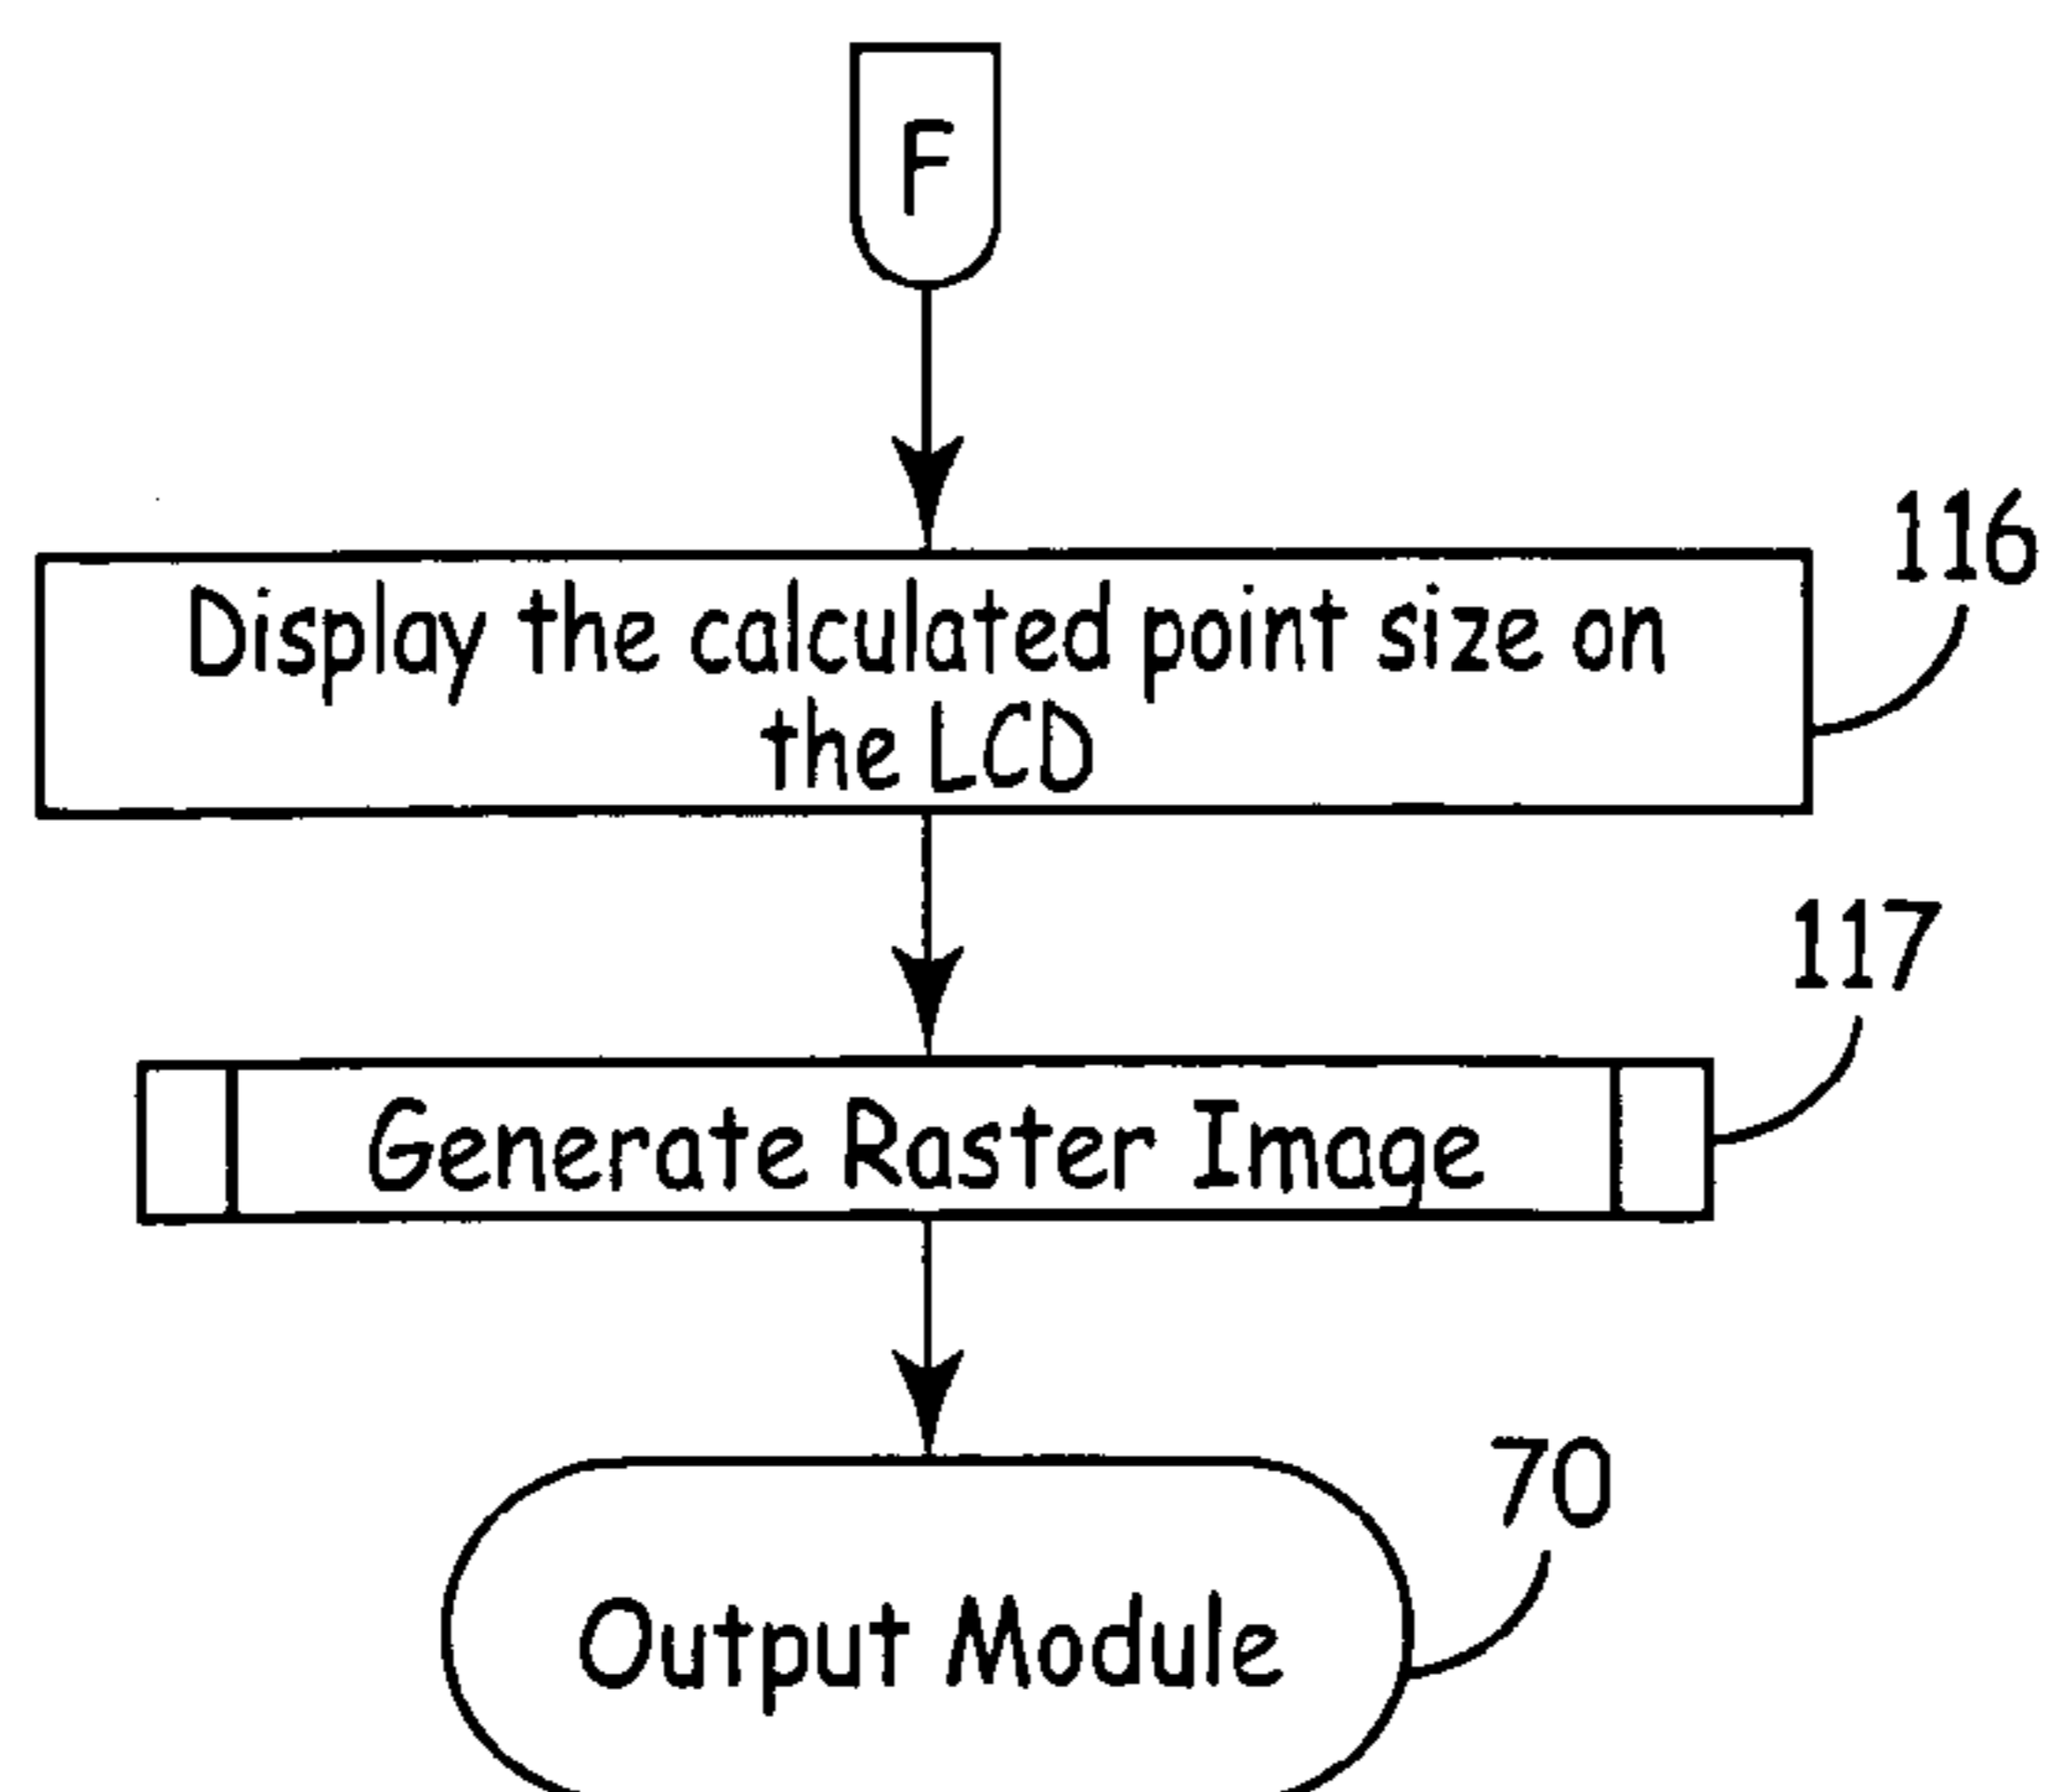 F
116
Display the calculated point size on
the LCD
117
Generate Raster Image
70
Output Module